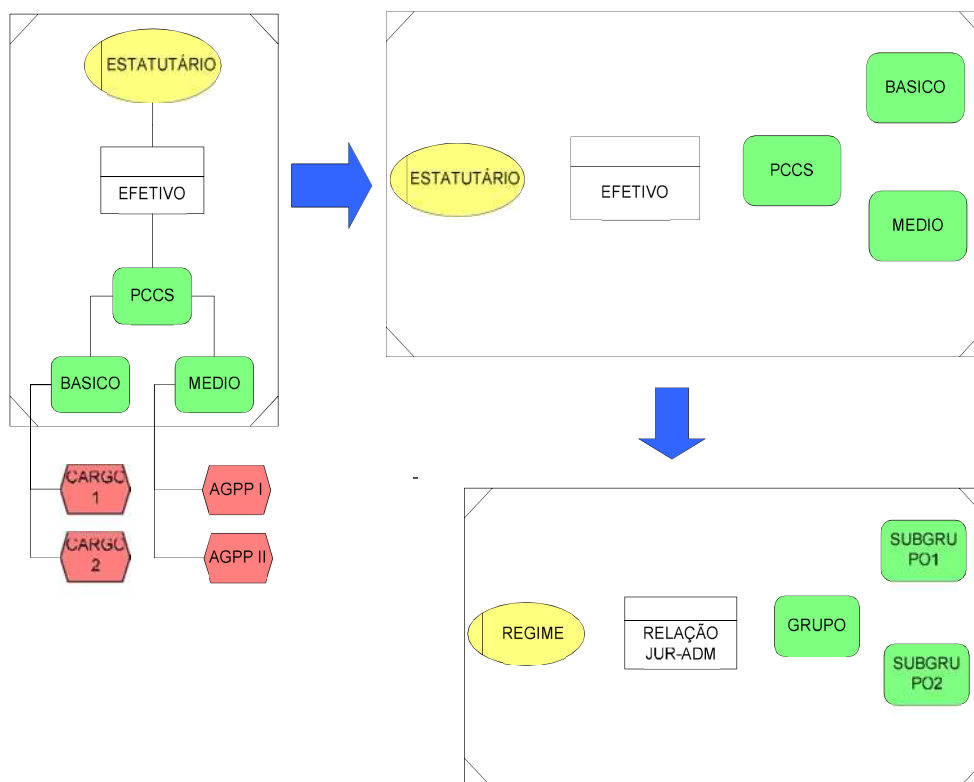 ESTATUTÁRIO
EFETIVO
PCCS
BASICO
MEDIO
CARGO
1
AGPP I
CARGO
2
AGPP II
ESTATUTÁRIO
EFETIVO
PCCS
BASICO
MEDIO
-
REGIME
RELAÇÃO
JUR-ADM
GRUPO
SUBGRU
PO1
SUBGRU
PO2